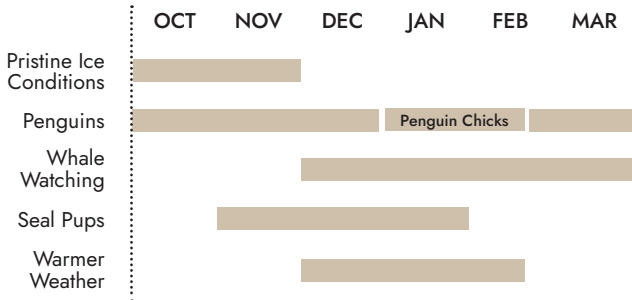 OCT NOV DEC JAN FEB MAR
Pristine Ice
Conditions
Penguins
Penguin Chicks
Whale
Watching
Seal Pups
Warmer
Weather